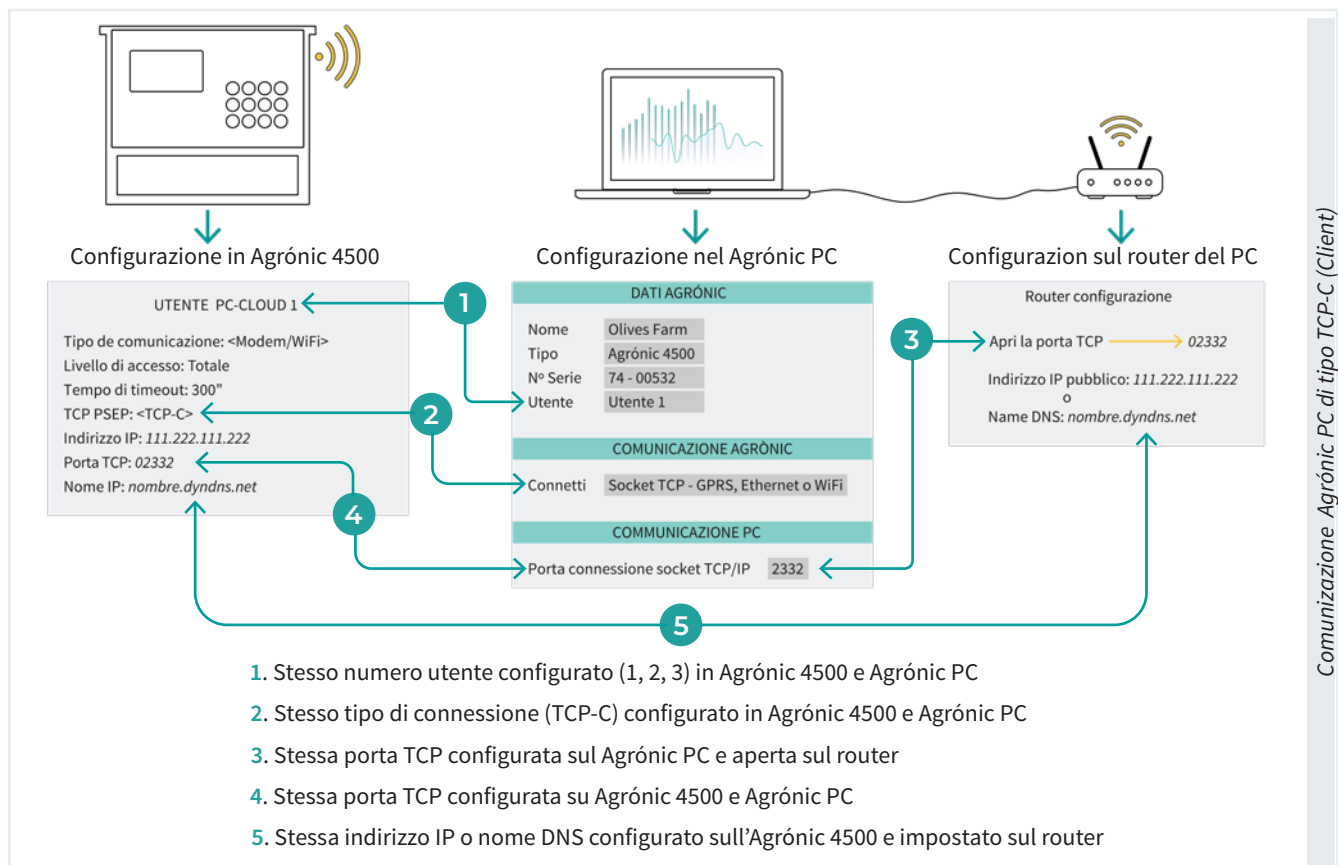 Configurazione in Agrónic 4500
UTENTE PC-CLOUD 1
Tipo de comunicazione: <Modem/WiFi>
Livello di accesso: Totale
Tempo di timeout: 300”
TCP PSEP: <TCP-C>
Indirizzo IP: 111.222.111.222
Porta TCP: 02332
Nome IP: nombre.dyndns.net
1
2
4
Configurazione nel Agrónic PC
DATI AGRÓNIC
Nome Olives Farm
Tipo Agrónic 4500
Nº Serie 74 - 00532
Utente Utente 1
COMUNICAZIONE AGRÒNIC
Connetti Socket TCP - GPRS, Ethernet o WiFi
COMMUNICAZIONE PC
Porta connessione socket TCP/IP 2332
3
5
Configurazion sul router del PC
Router configurazione
Apri la porta TCP 02332
Indirizzo IP pubblico: 111.222.111.222
o
Name DNS: nombre.dyndns.net
1. Stesso numero utente configurato (1, 2, 3) in Agrónic 4500 e Agrónic PC
2. Stesso tipo di connessione (TCP-C) configurato in Agrónic 4500 e Agrónic PC
3. Stessa porta TCP configurata sul Agrónic PC e aperta sul router
4. Stessa porta TCP configurata su Agrónic 4500 e Agrónic PC
5. Stessa indirizzo IP o nome DNS configurato sull’Agrónic 4500 e impostato sul router
Comunizazione Agrónic PC di tipo TCP-C (Client)